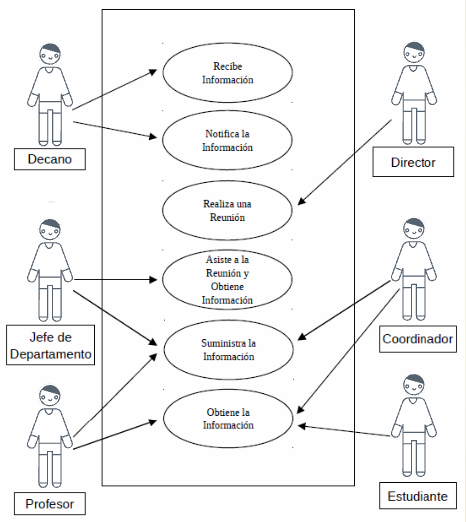 Recibe
Información
Notifica la
Información
Realiza una
Reunión
Asiste a la
Reunión y
Obtiene
Información
Suministra la
Información
Obtiene la
Información
Decano
Jefe de
Departamento
Profesor
Director
Coordinador
Estudiante